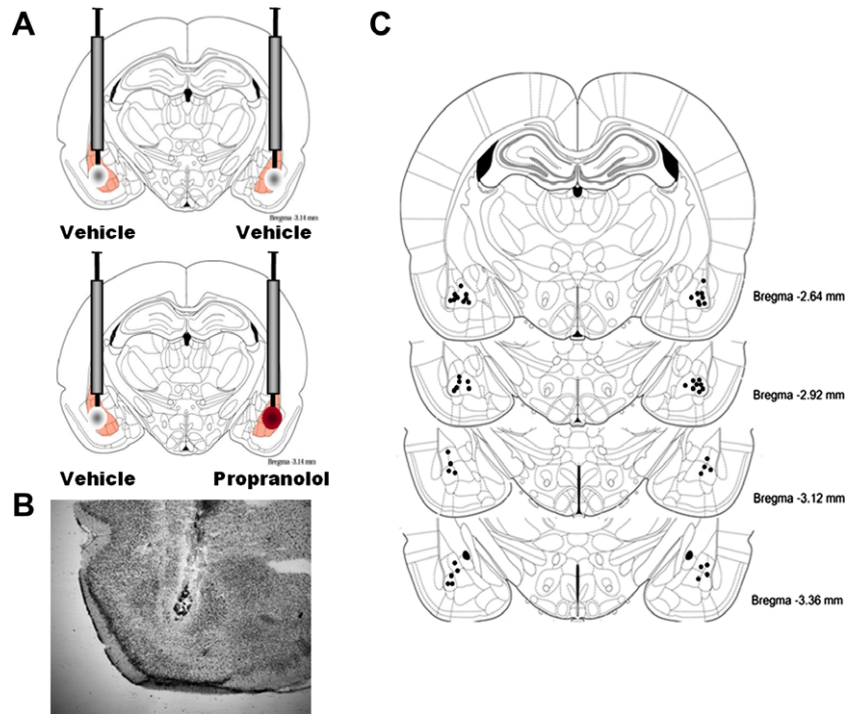 A
Bregma -3.14 mm
Vehicle Vehicle
Bregma -3.14 mm
Vehicle Propranolol
B
C
Bregma -2.64 mm
Bregma -2.92 mm
Bregma -3.12 mm
Bregma -3.36 mm